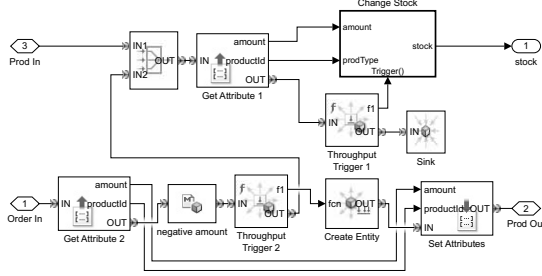 Change Stock
3
Prod In
IN1
IN2
OUT
IN
amount
productId
OUT
Get Attribute 1
amount
prodType
Trigger()
stock
1
stock
f
IN
f1
OUT
Throughput
Trigger 1
IN
Sink
1
Order In
IN
amount
productId
OUT
Get Attribute 2
negative amount
f
IN
f1
OUT
Throughput
Trigger 2
fcn
OUT
Create Entity
amount
productId
IN
OUT
Set Attributes
2
Prod Ou